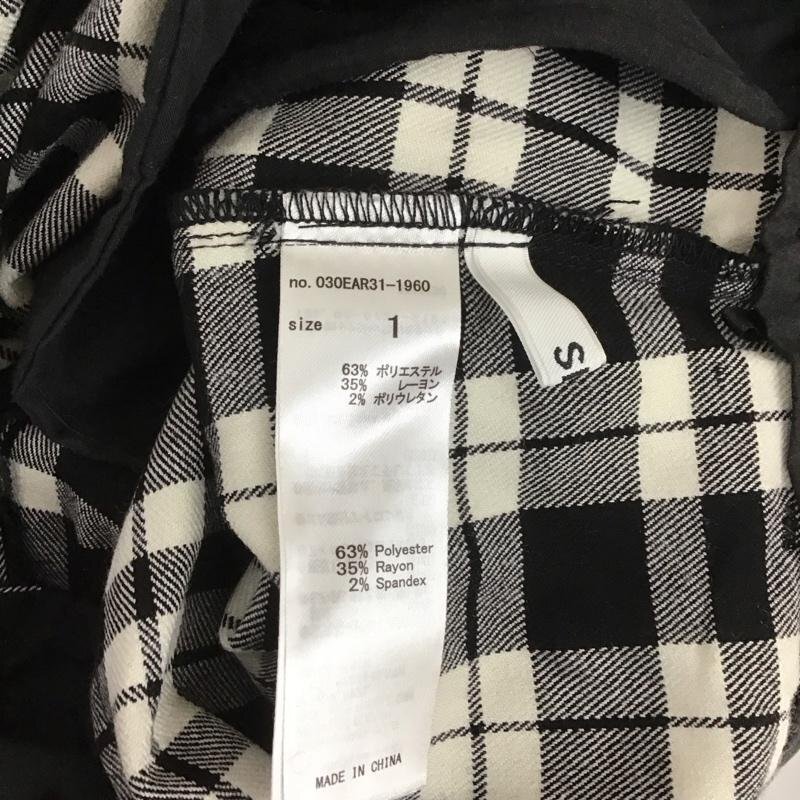 no. 030EAR31-1960
size 1
63% ポリエステル
35% レーヨン
2% ポリウレタン
63% Polyester
35% Rayon
2% Spandex
MADE IN CHINA